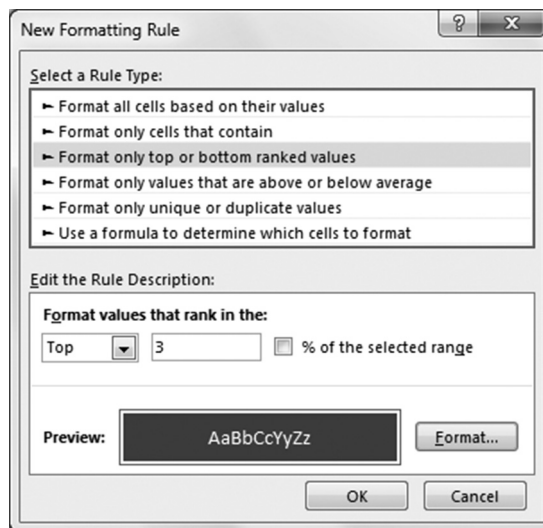 New Formatting Rule
? X
Select a Rule Type:
► Format all cells based on their values
► Format only cells that contain
► Format only top or bottom ranked values
► Format only values that are above or below average
► Format only unique or duplicate values
► Use a formula to determine which cells to format
Edit the Rule Description:
Format values that rank in the:
Top 3 % of the selected range
Preview: AaBbCcYyZz Format...
OK Cancel